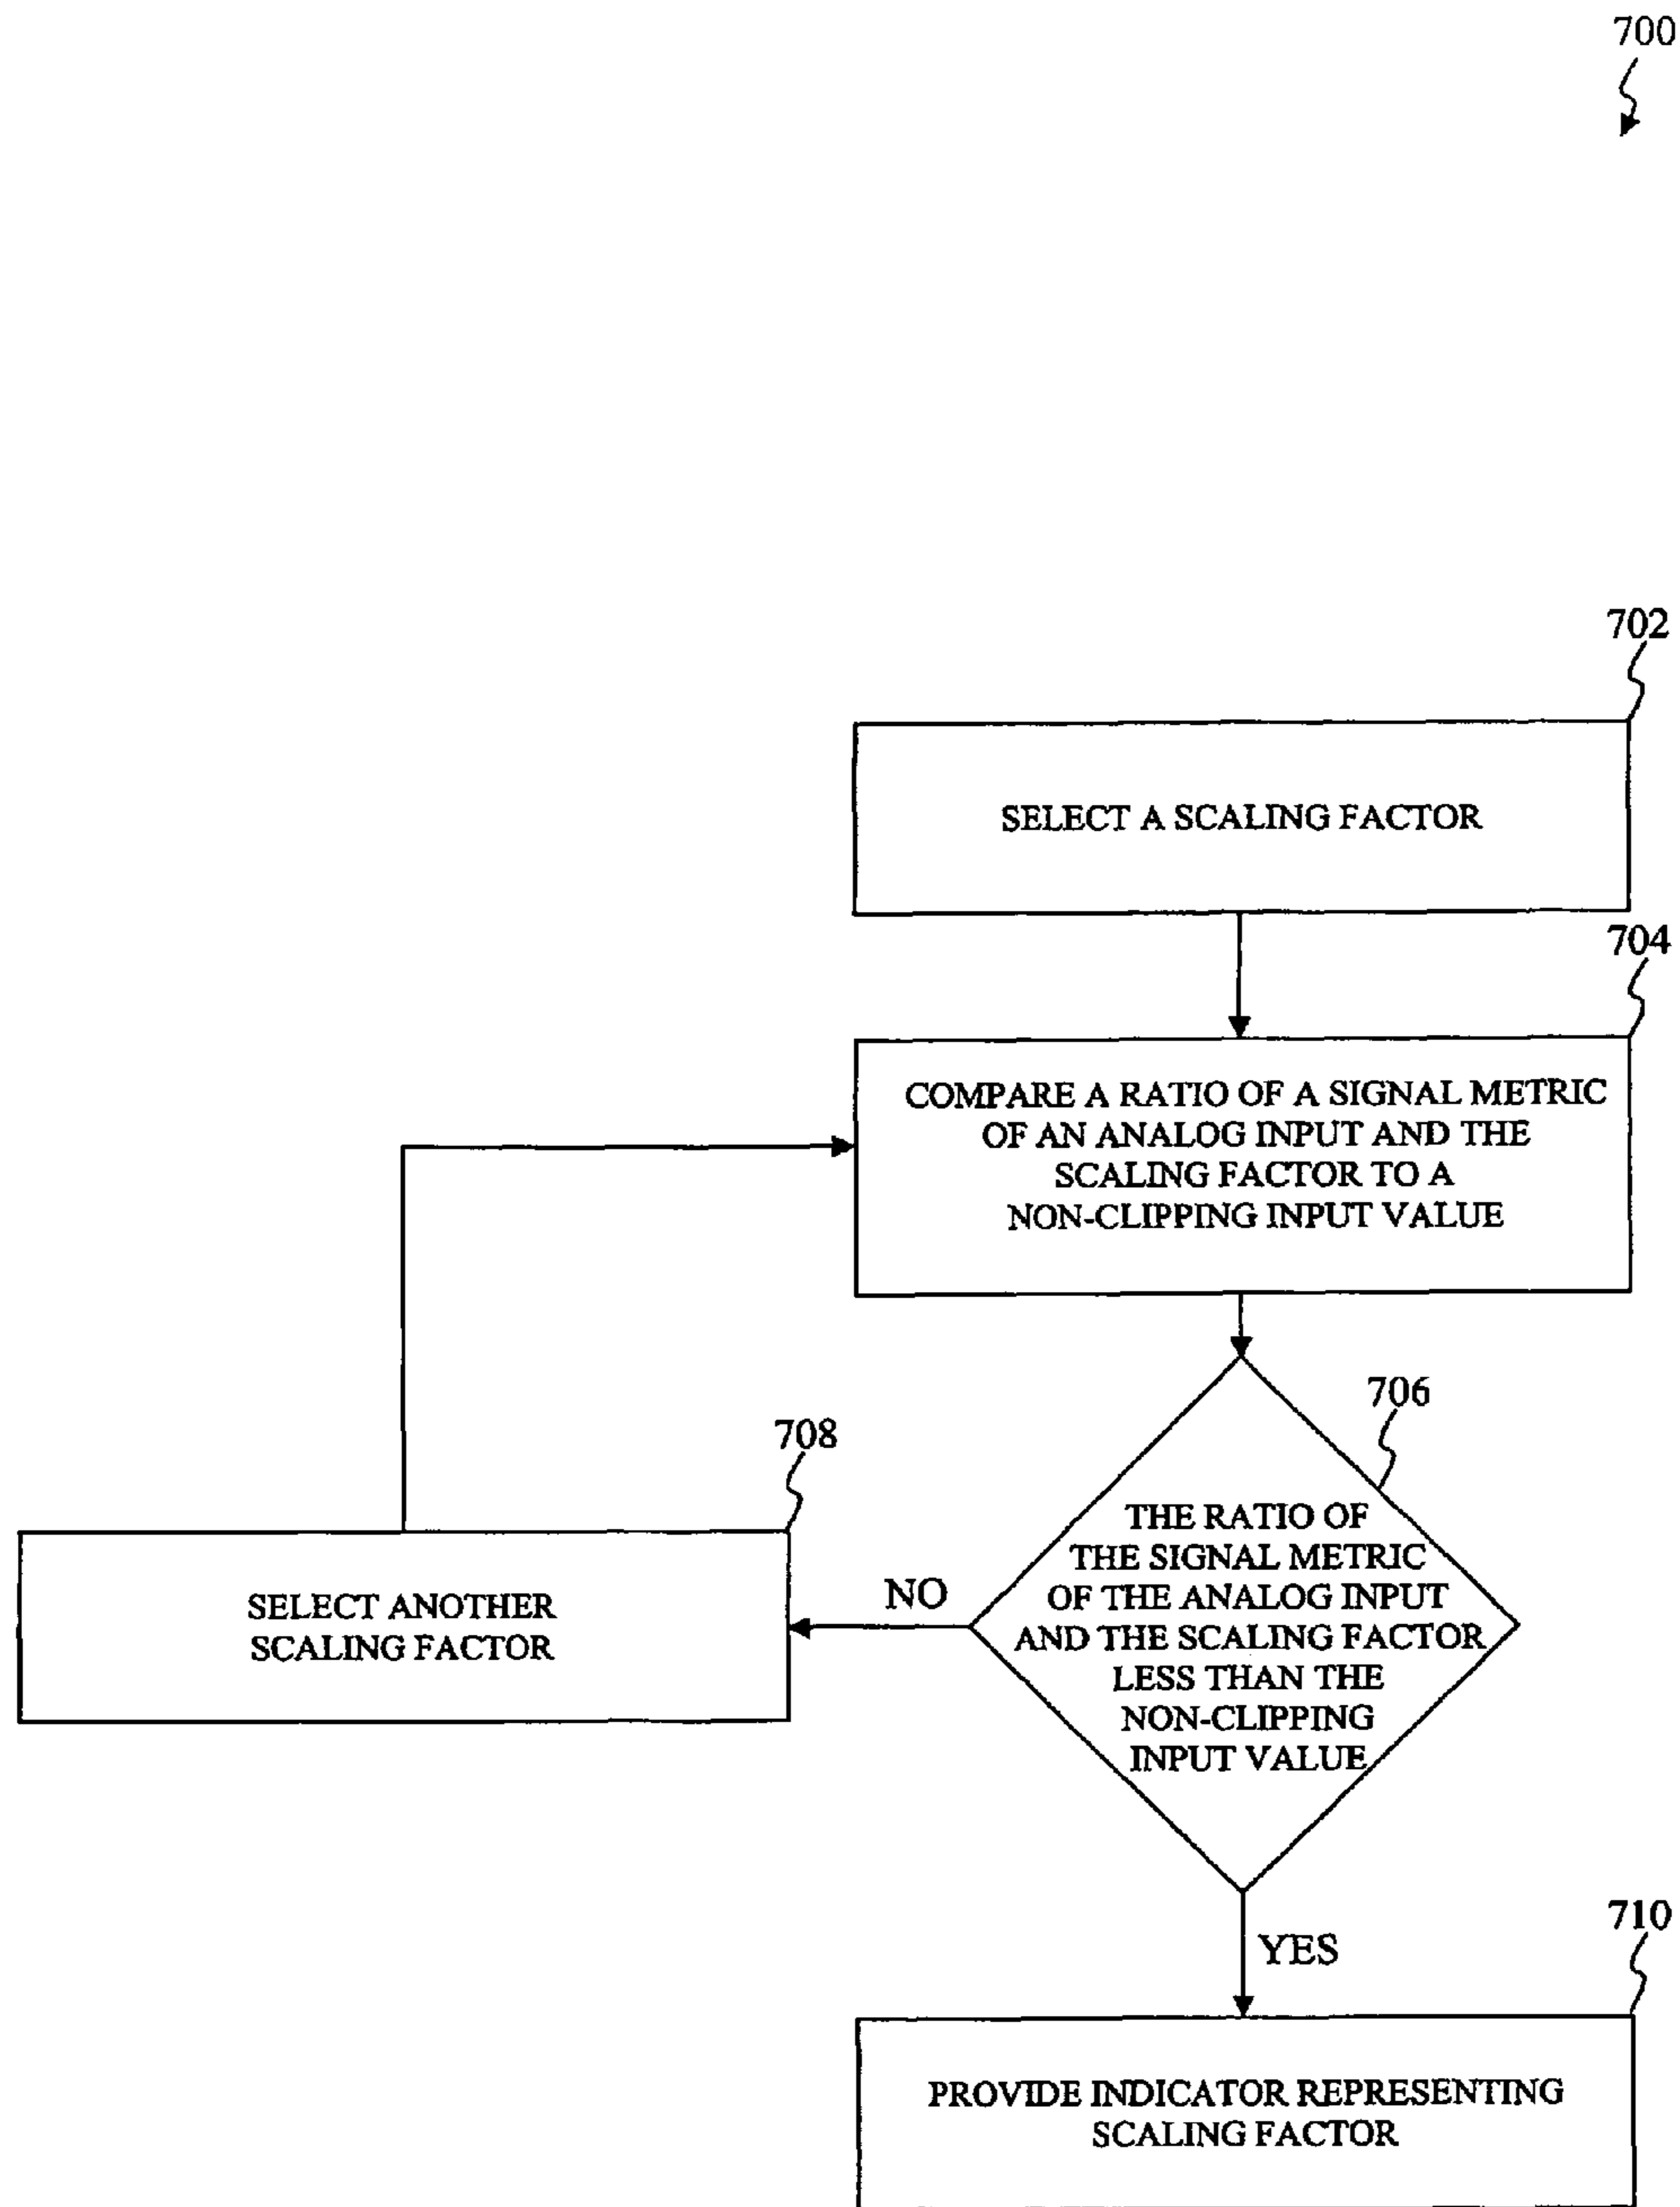 700
702
SELECT A SCALING FACTOR
704
COMPARE A RATIO OF A SIGNAL METRIC
OF AN ANALOG INPUT AND THE
SCALING FACTOR TO A
NON-CLIPPING INPUT VALUE
706
THE RATIO OF
THE SIGNAL METRIC
OF THE ANALOG INPUT
AND THE SCALING FACTOR
LESS THAN THE
NON-CLIPPING
INPUT VALUE
NO
708
SELECT ANOTHER
SCALING FACTOR
YES
710
PROVIDE INDICATOR REPRESENTING
SCALING FACTOR